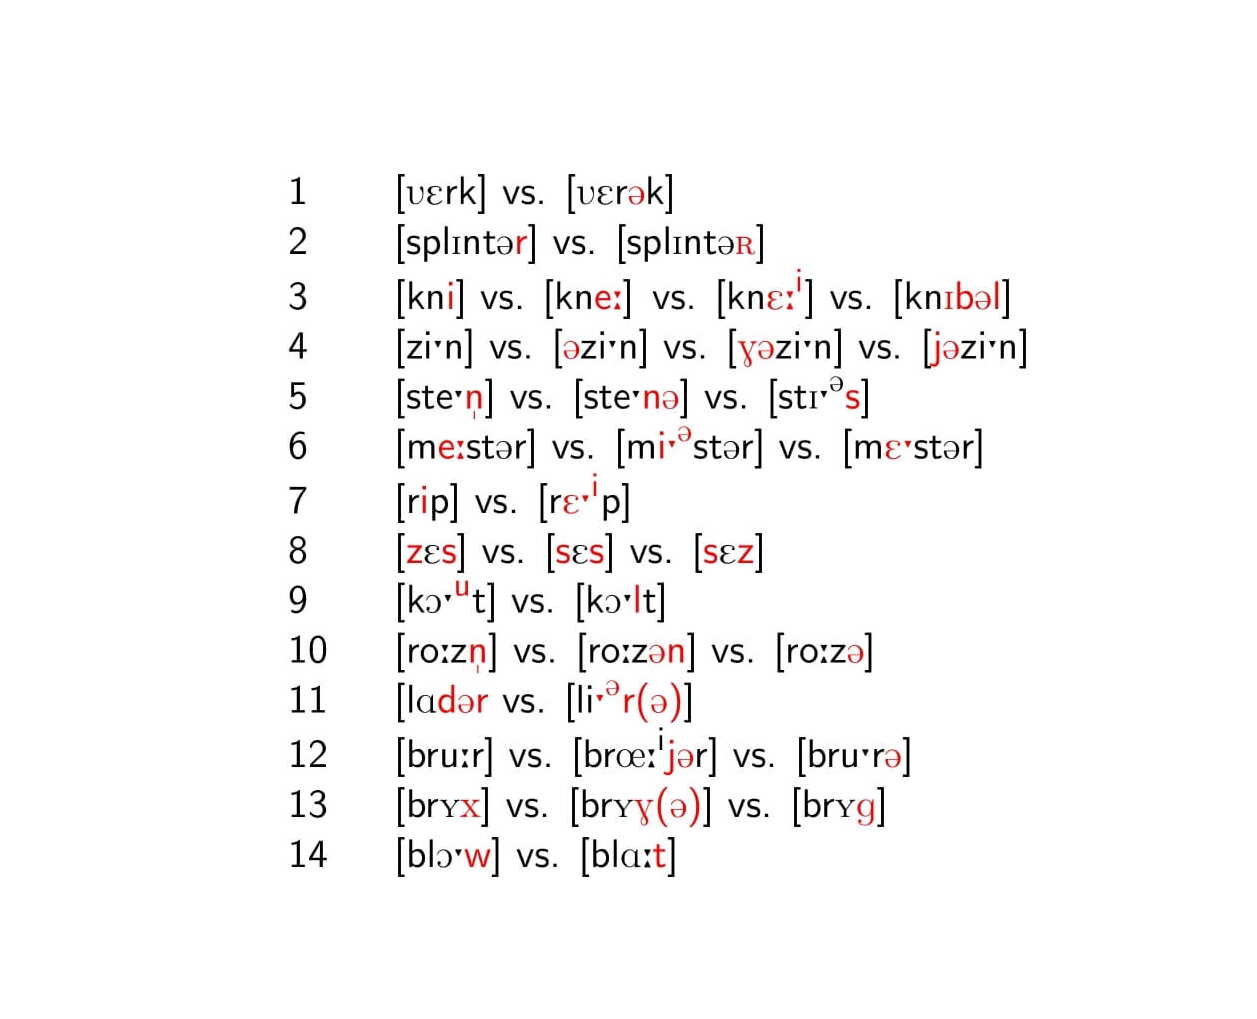 1 [ʋɛrk] vs. [ʋɛrək]
2 [splɪntər] vs. [splɪntəʀ]
3 [kni] vs. [kneː] vs. [knɛːⁱ] vs. [knɪbəl]
4 [ziˑn] vs. [əziˑn] vs. [ɣəziˑn] vs. [jəziˑn]
5 [steˑn̩] vs. [steˑnə] vs. [stɪˑᵊs]
6 [meːstər] vs. [miˑᵊstər] vs. [mɛˑstər]
7 [rip] vs. [rɛˑⁱp]
8 [zɛs] vs. [sɛs] vs. [sɛz]
9 [kɔˑᵘt] vs. [kɔˑlt]
10 [roːzn̩] vs. [roːzən] vs. [roːzə]
11 [lɑdər vs. [liˑᵊr(ə)]
12 [bruːr] vs. [brœːⁱjər] vs. [bruˑrə]
13 [brʏx] vs. [brʏɣ(ə)] vs. [brʏg]
14 [blɔˑw] vs. [blɑːt]